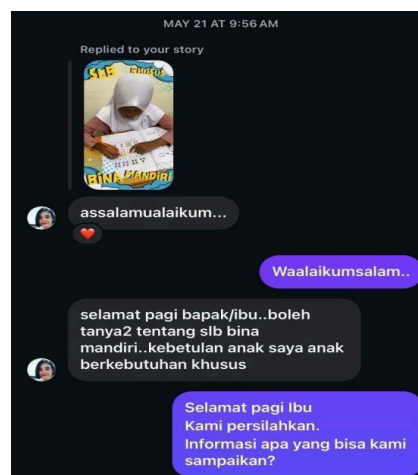 MAY 21 AT 9:56 AM
Replied to your story
SLB KHUSUS
BINA MANDIRI
assalamualaikum...
Waalaikumsalam..
selamat pagi bapak/ibu..boleh
tanya2 tentang slb bina
mandiri..kebetulan anak saya anak
berkebutuhan khusus
Selamat pagi Ibu
Kami persilahkan.
Informasi apa yang bisa kami
sampaikan?